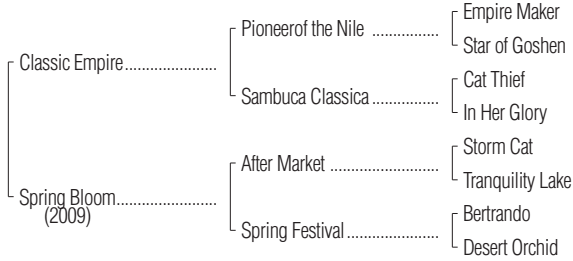 Empire Maker
Pioneerof the Nile ................
Star of Goshen
Classic Empire......................
Cat Thief
Sambuca Classica ................
In Her Glory
Storm Cat
After Market ..........................
Tranquility Lake
Spring Bloom........................
(2009)
Bertrando
Spring Festival ......................
Desert Orchid